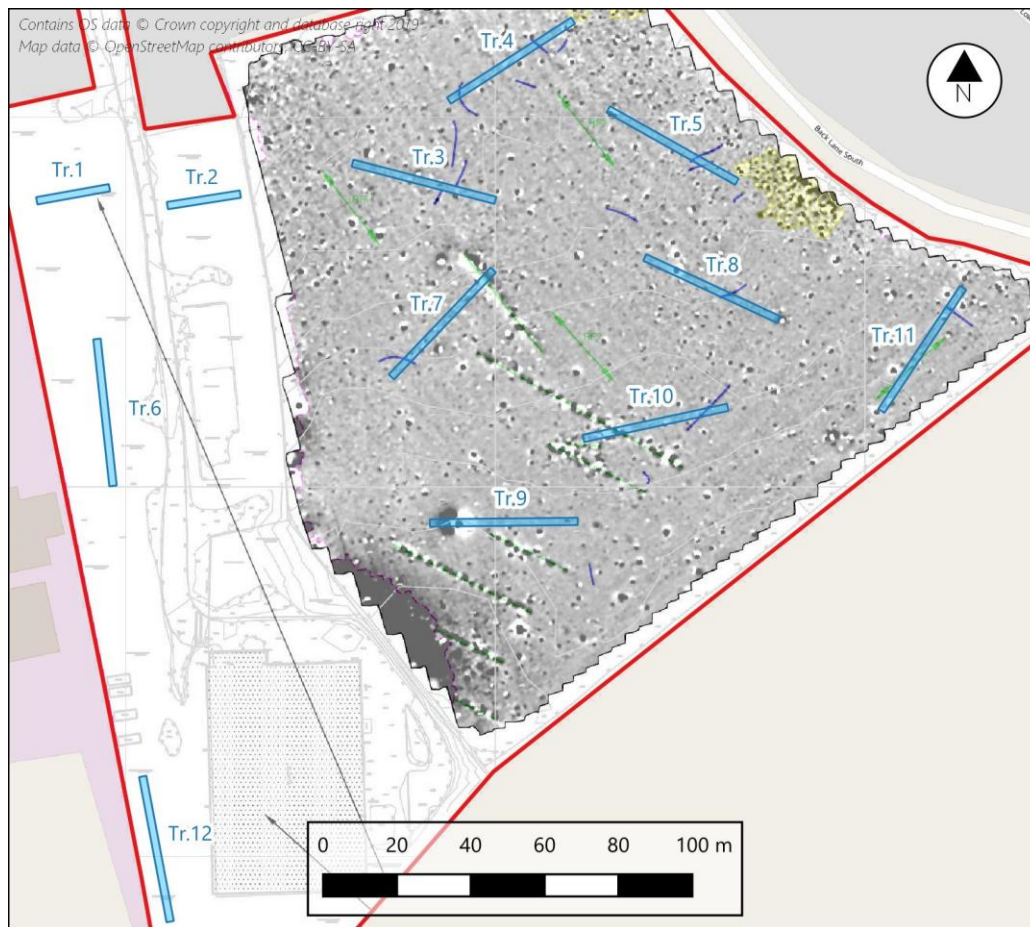 Contains OS data © Crown copyright and database right 2019
Map data © OpenStreetMap contributors, CC-BY-SA
Tr.4
Tr.5
N
Back Lane South
Tr.3
Tr.1
Tr.2
Tr.8
Tr.7
Tr.11
Tr.6
Tr.10
Tr.9
Tr.12
0 20 40 60 80 100 m